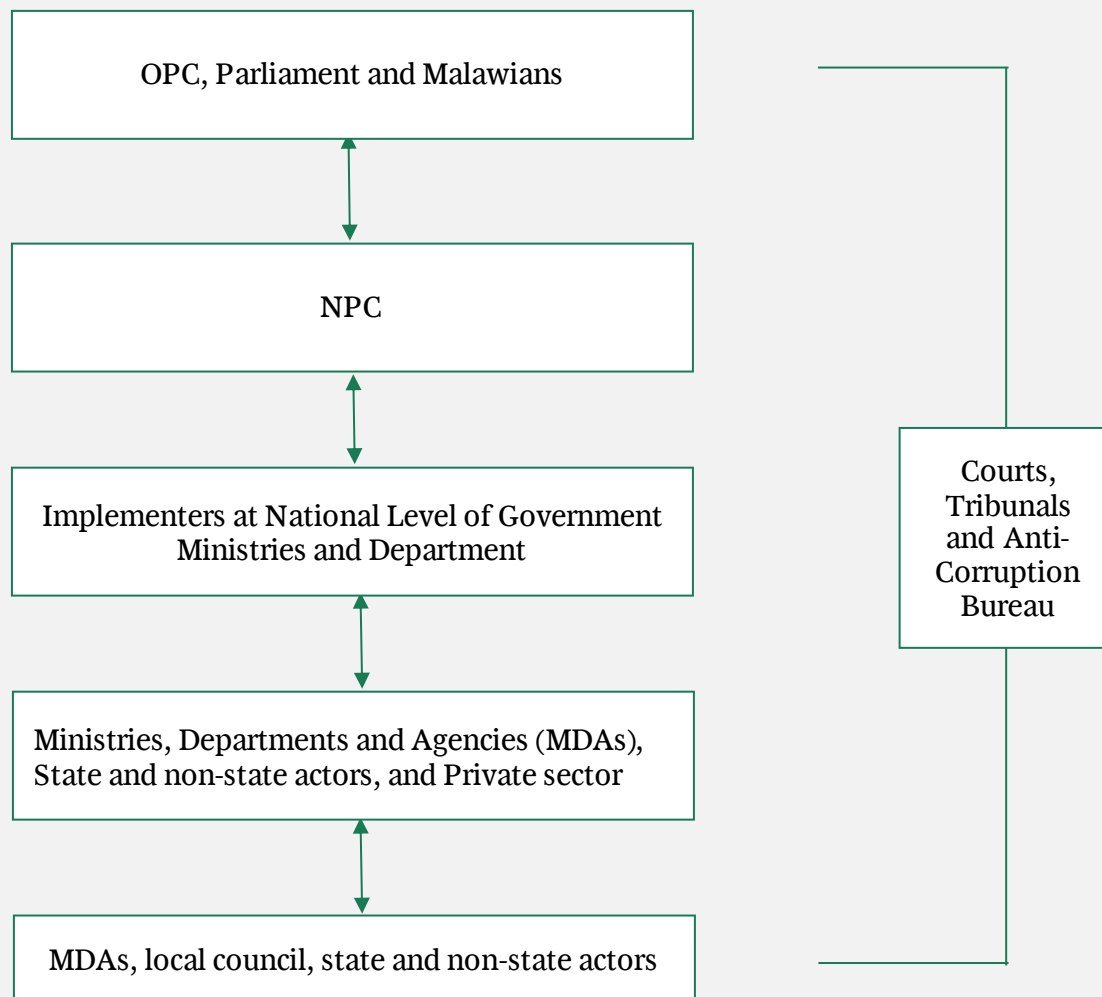 OPC, Parliament and Malawians
NPC
Implementers at National Level of Government
Ministries and Department
Ministries, Departments and Agencies (MDAs),
State and non-state actors, and Private sector
MDAs, local council, state and non-state actors
Courts,
Tribunals
and Anti-
Corruption
Bureau